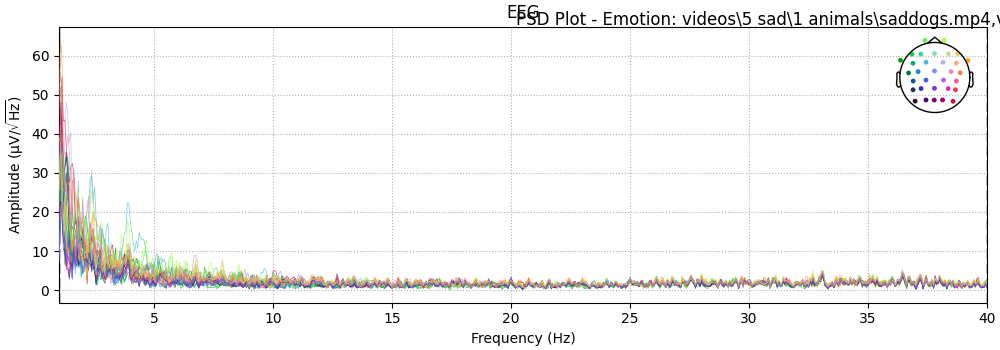 EEG
PSD Plot - Emotion: videos\5 sad\1 animals\saddogs.mp4,v
Amplitude (µV/√Hz)
60
50
40
30
20
10
0
5 10 15 20 25 30 35 40
Frequency (Hz)